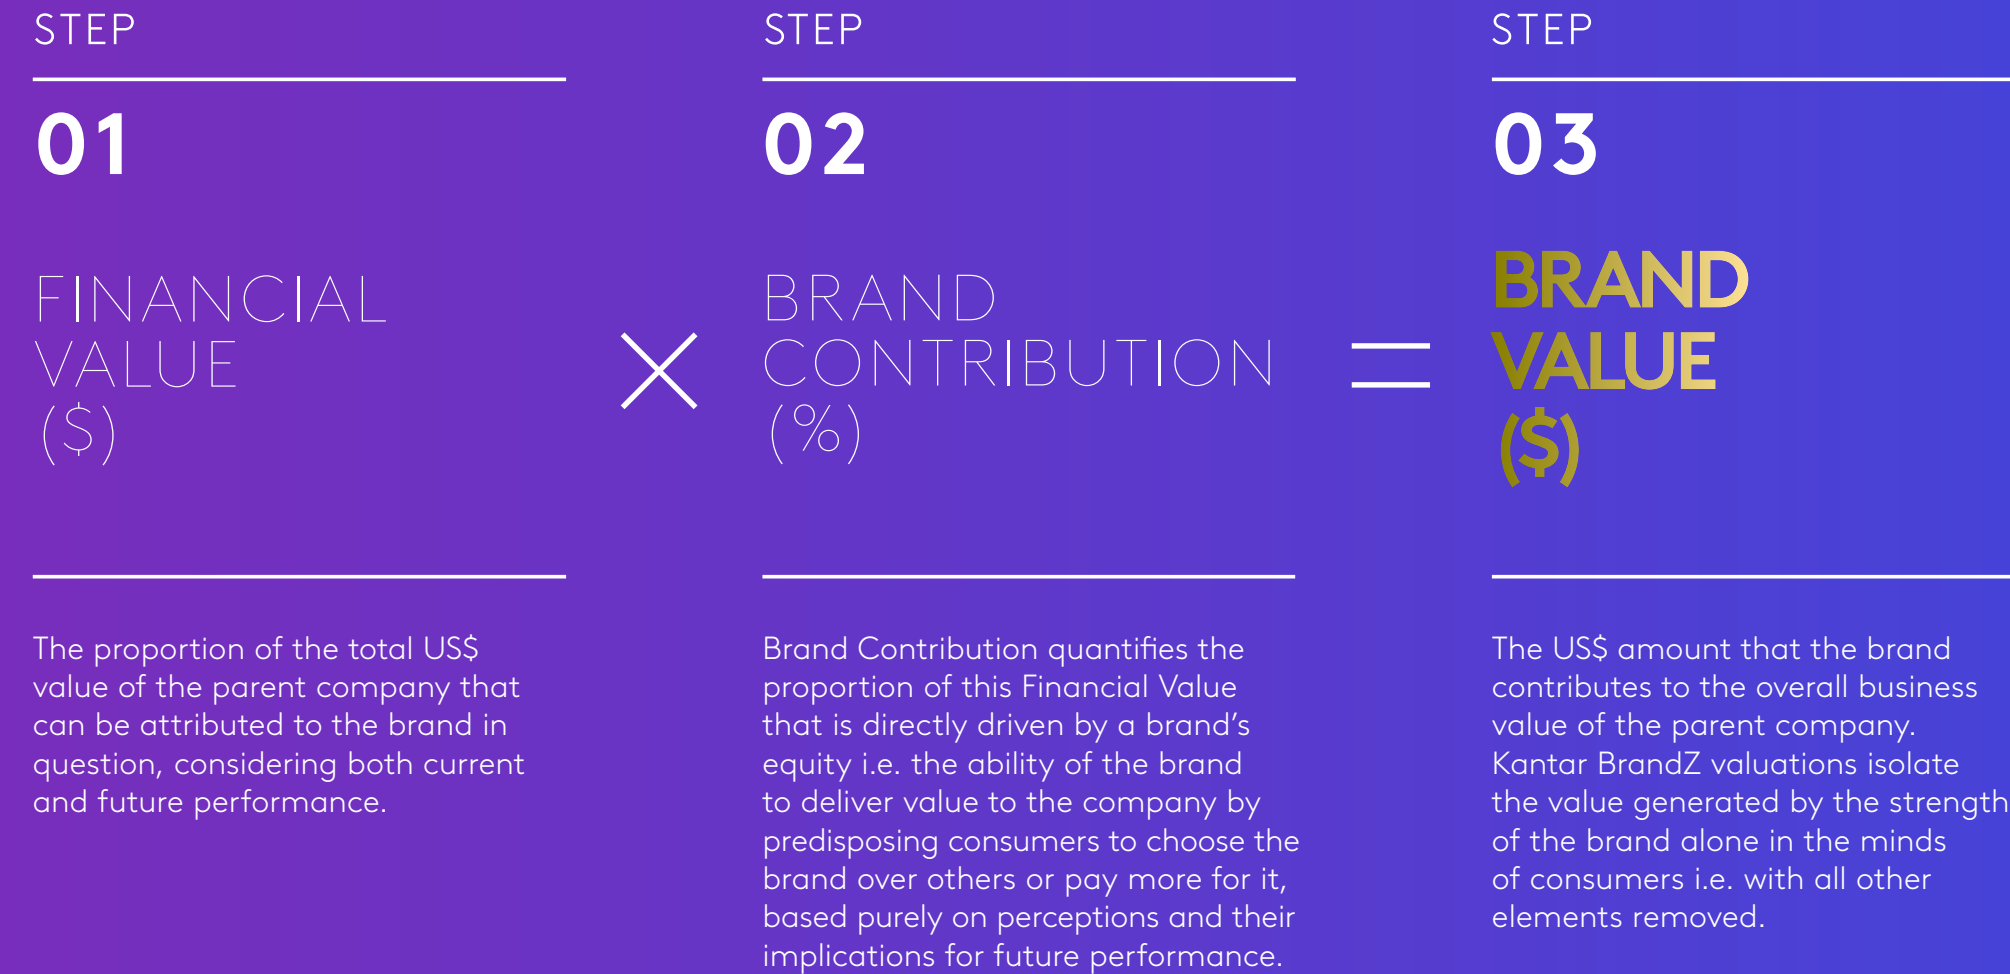 STEP
01
FINANCIAL
VALUE
($)
The proportion of the total US$
value of the parent company that
can be attributed to the brand in
question, considering both current
and future performance.
×
STEP
02
BRAND
CONTRIBUTION
(%)
Brand Contribution quantifies the
proportion of this Financial Value
that is directly driven by a brand’s
equity i.e. the ability of the brand
to deliver value to the company by
predisposing consumers to choose the
brand over others or pay more for it,
based purely on perceptions and their
implications for future performance.
=
STEP
03
BRAND
VALUE
($)
The US$ amount that the brand
contributes to the overall business
value of the parent company.
Kantar BrandZ valuations isolate
the value generated by the strength
of the brand alone in the minds
of consumers i.e. with all other
elements removed.